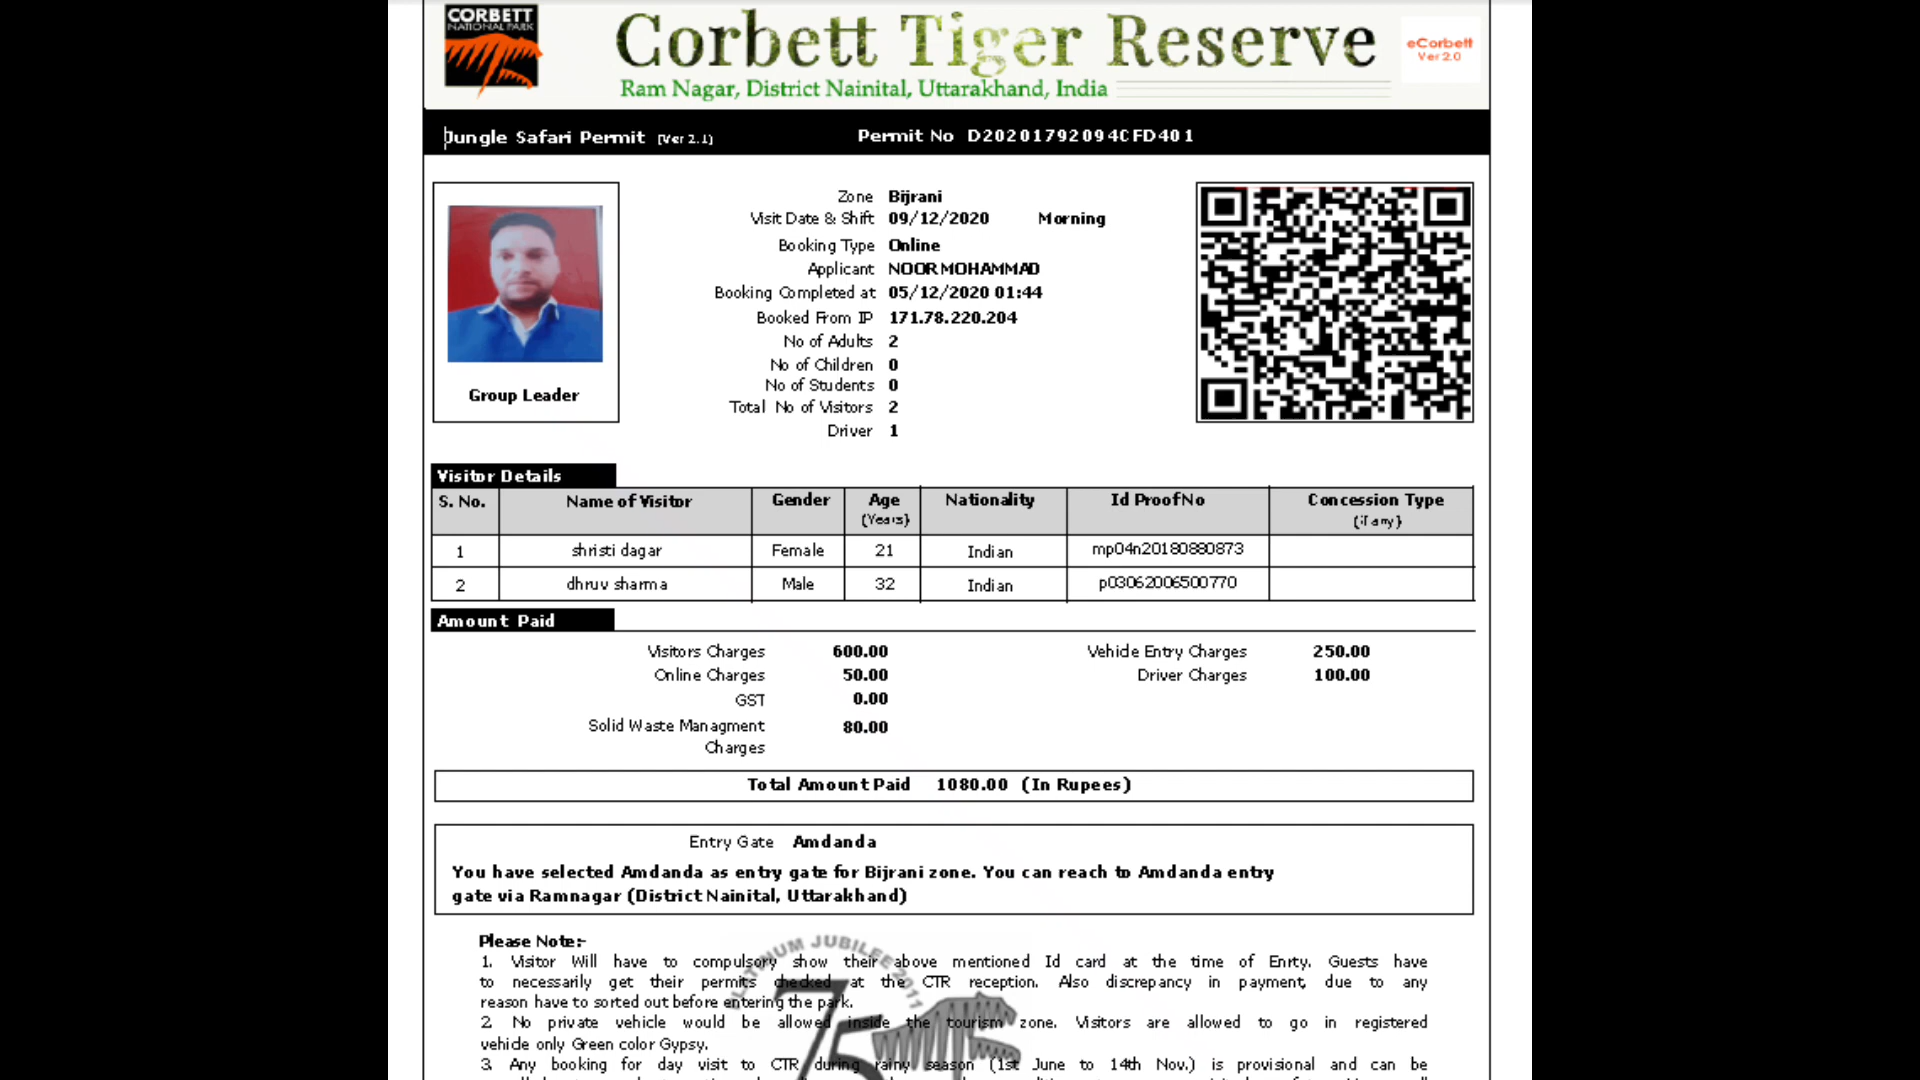 CORBETT
NATIONAL PARK
Corbett Tiger Reserve
Ram Nagar, District Nainital, Uttarakhand, India
eCorbett
Ver 2.0
Jungle Safari Permit [Ver 2.1] Permit No D20201792094CFD401
Zone Bijrani
Visit Date & Shift 09/12/2020 Morning
Booking Type Online
Applicant NOOR MOHAMMAD
Booking Completed at 05/12/2020 01:44
Booked From IP 171.78.220.204
No of Adults 2
No of Children 0
No of Students 0
Total No of Visitors 2
Driver 1
Group Leader
Visitor Details
S. No. Name of Visitor Gender Age (Years) Nationality Id Proof No Concession Type (if any)
1 shristi dagar Female 21 Indian mp04n20180880873
2 dhruv sharma Male 32 Indian p03062006500770
Amount Paid
Visitors Charges 600.00 Vehicle Entry Charges 250.00
Online Charges 50.00 Driver Charges 100.00
GST 0.00
Solid Waste Managment Charges 80.00
Total Amount Paid 1080.00 (In Rupees)
Entry Gate Amdanda
You have selected Amdanda as entry gate for Bijrani zone. You can reach to Amdanda entry
gate via Ramnagar (District Nainital, Uttarakhand)
Please Note:-
1. Visitor Will have to compulsory show their above mentioned Id card at the time of Enrty. Guests have
to necessarily get their permits checked at the CTR reception. Also discrepancy in payment, due to any
reason have to sorted out before entering the park.
2. No private vehicle would be allowed inside the tourism zone. Visitors are allowed to go in registered
vehicle only Green color Gypsy.
3. Any booking for day visit to CTR during rainy season (1st June to 14th Nov.) is provisional and can be
PLATINUM JUBILEE 2011
75